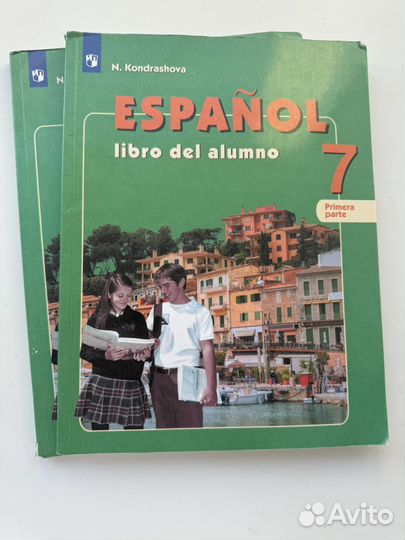 N. Kondrashova
N
ESPAÑOL
libro del alumno
7
Primera
parte
Avito